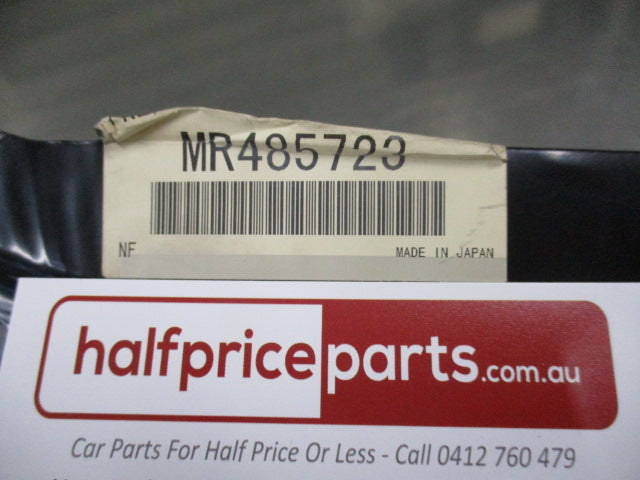 MR485723
NF MADE IN JAPAN
halfpriceparts.com.au
Car Parts For Half Price Or Less - Call 0412 760 479